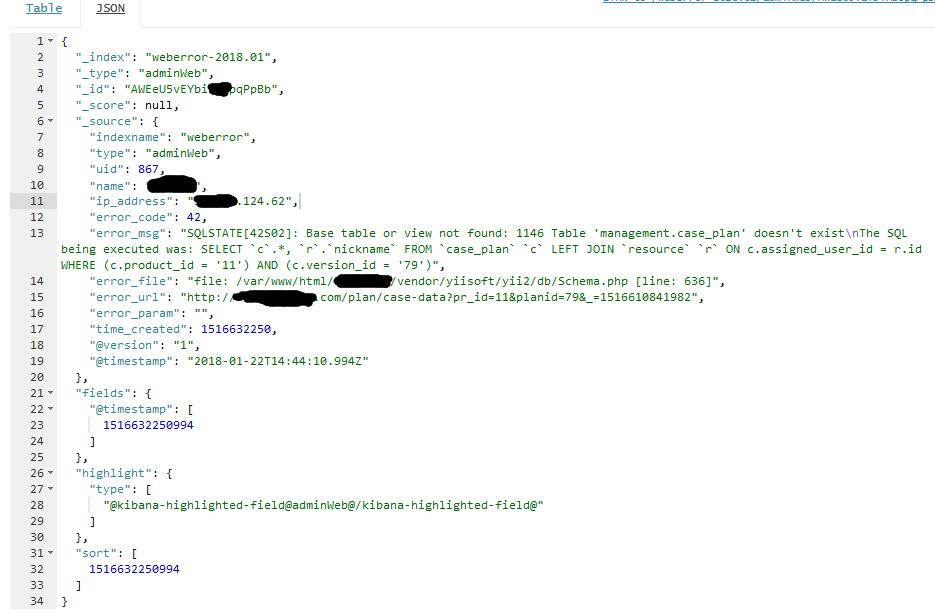 Table JSON
1 {
2 "_index": "weberror-2018.01",
3 "_type": "adminWeb",
4 "_id": "AWEeU5vEYbi pqPpBb",
5 "_score": null,
6 "_source": {
7 "indexname": "weberror",
8 "type": "adminWeb",
9 "uid": 867,
10 "name": " ",
11 "ip_address": " .124.62",
12 "error_code": 42,
13 "error_msg": "SQLSTATE[42S02]: Base table or view not found: 1146 Table 'management.case_plan' doesn't exist\nThe SQL
being executed was: SELECT `c`.*, `r`.`nickname` FROM `case_plan` `c` LEFT JOIN `resource` `r` ON c.assigned_user_id = r.id
WHERE (c.product_id = '11') AND (c.version_id = '79')",
14 "error_file": "file: /var/www/html/ /vendor/yiisoft/yii2/db/Schema.php [line: 636]",
15 "error_url": "http:/ .com/plan/case-data?pr_id=11&planid=79&_=1516610841982",
16 "error_param": "",
17 "time_created": 1516632250,
18 "@version": "1",
19 "@timestamp": "2018-01-22T14:44:10.994Z"
20 },
21 "fields": {
22 "@timestamp": [
23 1516632250994
24 ]
25 },
26 "highlight": {
27 "type": [
28 "@kibana-highlighted-field@adminWeb@/kibana-highlighted-field@"
29 ]
30 },
31 "sort": [
32 1516632250994
33 ]
34 }